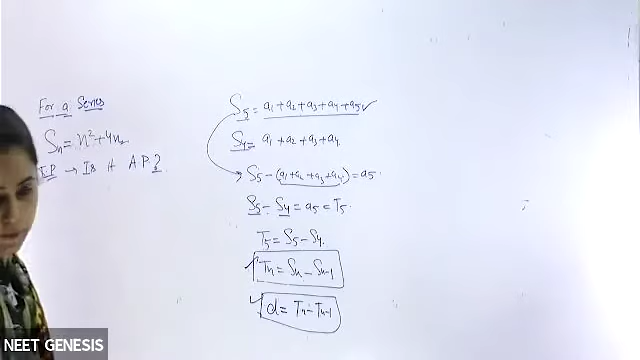 For a Series
Sn = n² + 4n
I.P → Is it A.P?
S5 = a1 + a2 + a3 + a4 + a5 ✓
S4 = a1 + a2 + a3 + a4
S5 - (a1 + a2 + a3 + a4) = a5.
S5 - S4 = a5 = T5.
T5 = S5 - S4.
Tn = Sn - Sn-1
d = Tn - Tn-1
NEET GENESIS